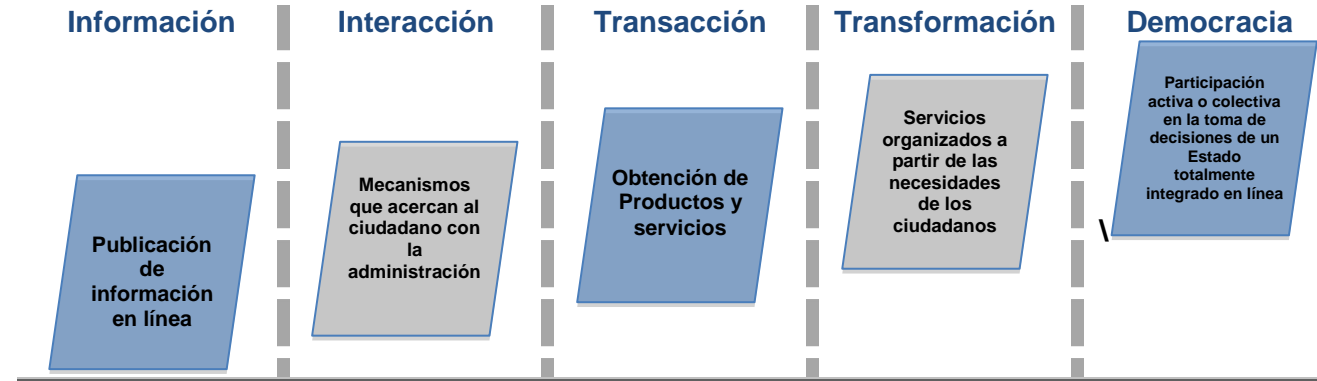 Información
Interacción
Transacción
Transformación
Democracia
Publicación
de
información
en línea
Mecanismos
que acercan al
ciudadano con
la
administración
Obtención de
Productos y
servicios
Servicios
organizados a
partir de las
necesidades
de los
ciudadanos
Participación
activa o colectiva
en la toma de
decisiones de un
Estado
totalmente
integrado en línea
\